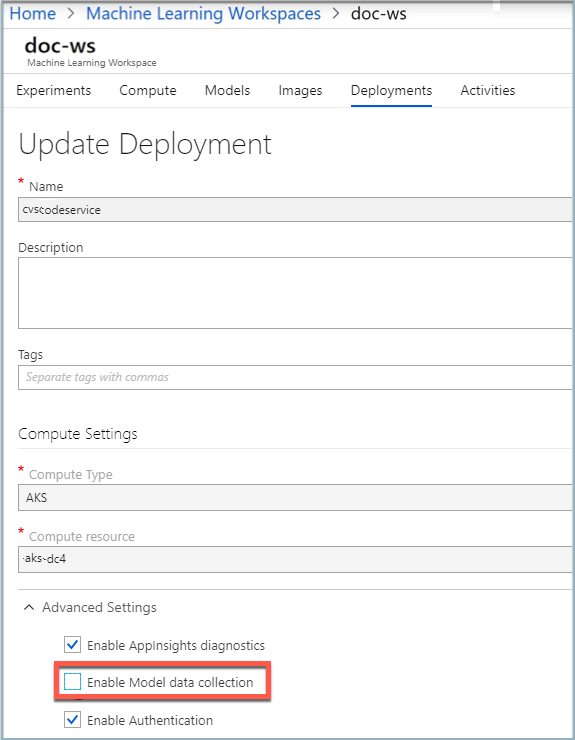 Home > Machine Learning Workspaces > doc-ws
doc-ws
Machine Learning Workspace
Experiments Compute Models Images Deployments Activities
Update Deployment
* Name
cvscodeservice
Description
Tags
Separate tags with commas
Compute Settings
* Compute Type
AKS
* Compute resource
-aks-dc4
Advanced Settings
Enable AppInsights diagnostics
Enable Model data collection
Enable Authentication